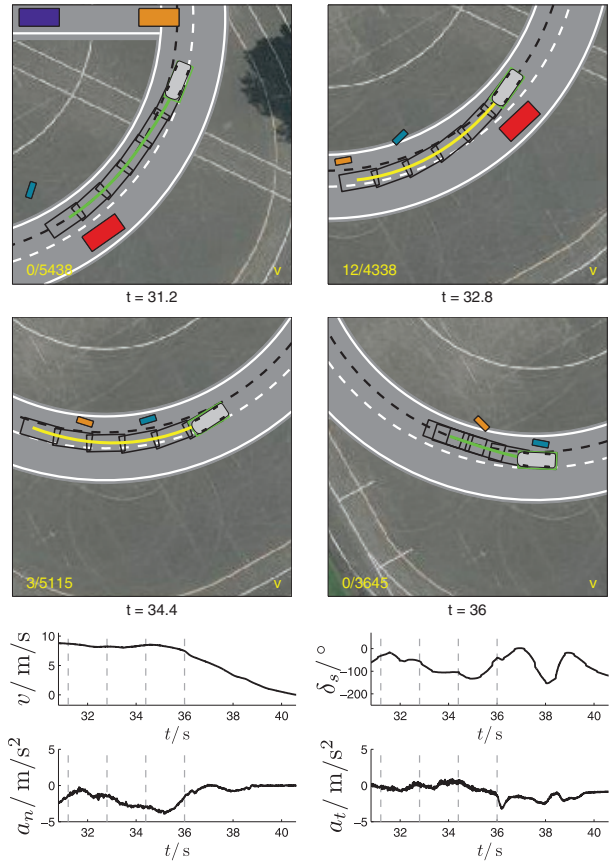 0/5438 v
t = 31.2
12/4338 v
t = 32.8
3/5115 v
t = 34.4
0/3645 v
t = 36
10
5
0
v/ m/s
32 34 36 38 40
t/ s
0
−100
−200
δₛ/ °
32 34 36 38 40
t/ s
5
0
−5
aₙ/ m/s²
32 34 36 38 40
t/ s
5
0
−5
aₜ/ m/s²
32 34 36 38 40
t/ s